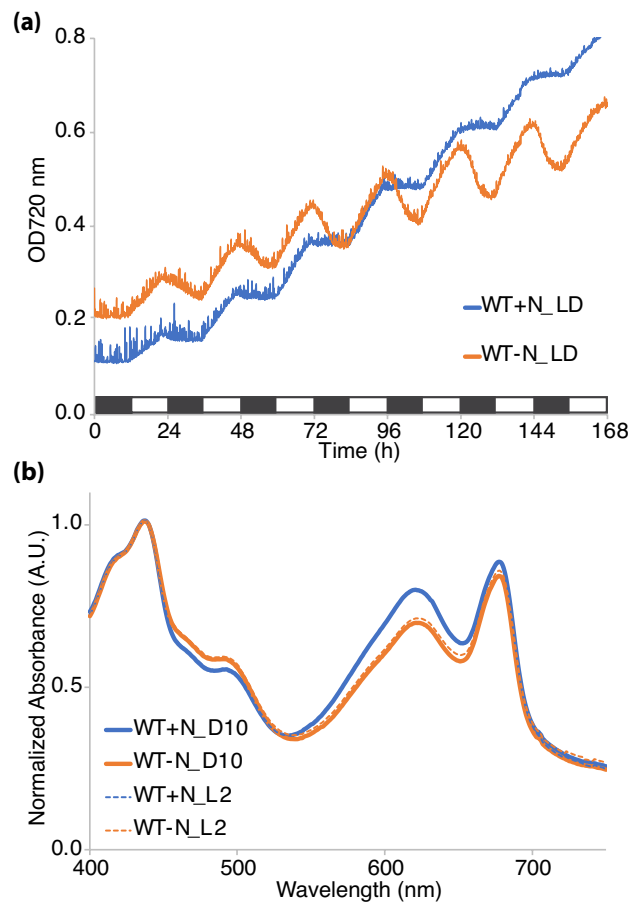 (a)
0.8
0.6
0.4
0.2
0.0
OD720 nm
WT+N_LD
WT-N_LD
0 24 48 72 96 120 144 168
Time (h)
(b)
1.0
0.5
0.0
Normalized Absorbance (A.U.)
WT+N_D10
WT-N_D10
WT+N_L2
WT-N_L2
400 500 600 700
Wavelength (nm)